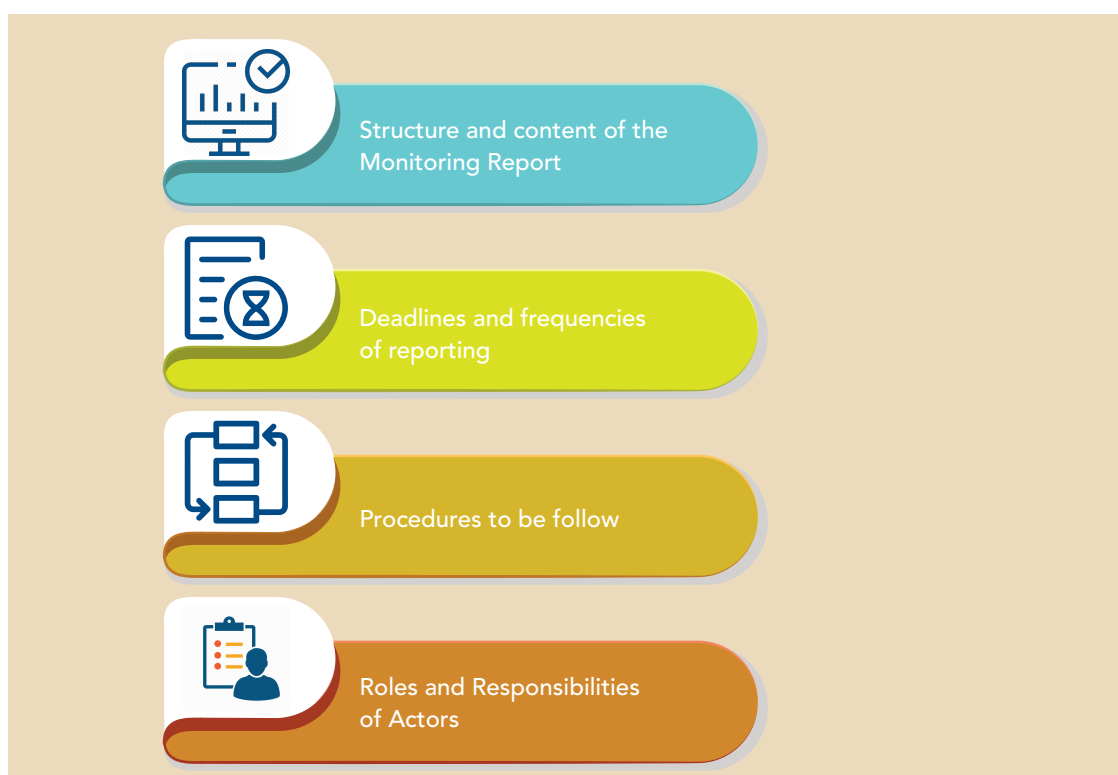 Structure and content of the
Monitoring Report
Deadlines and frequencies
of reporting
Procedures to be follow
Roles and Responsibilities
of Actors